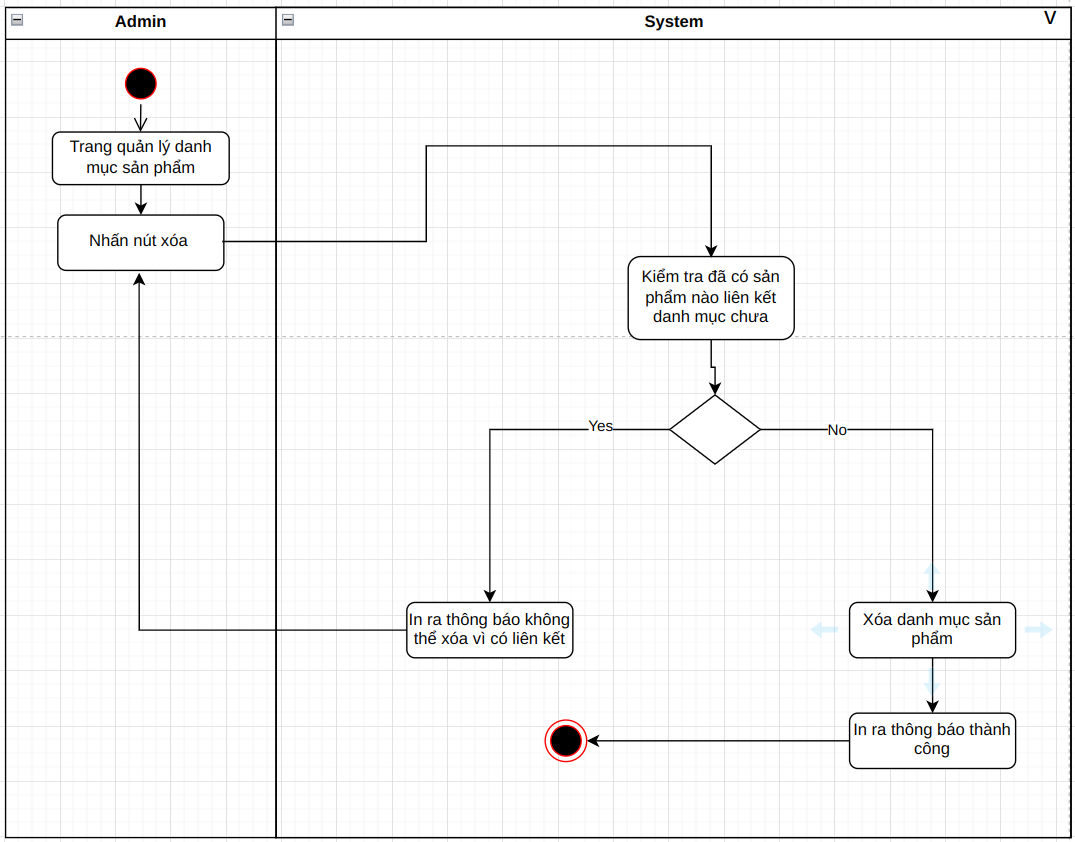 Admin
System
V
Trang quản lý danh
mục sản phẩm
Nhấn nút xóa
Kiểm tra đã có sản
phẩm nào liên kết
danh mục chưa
Yes
No
In ra thông báo không
thể xóa vì có liên kết
Xóa danh mục sản
phẩm
In ra thông báo thành
công